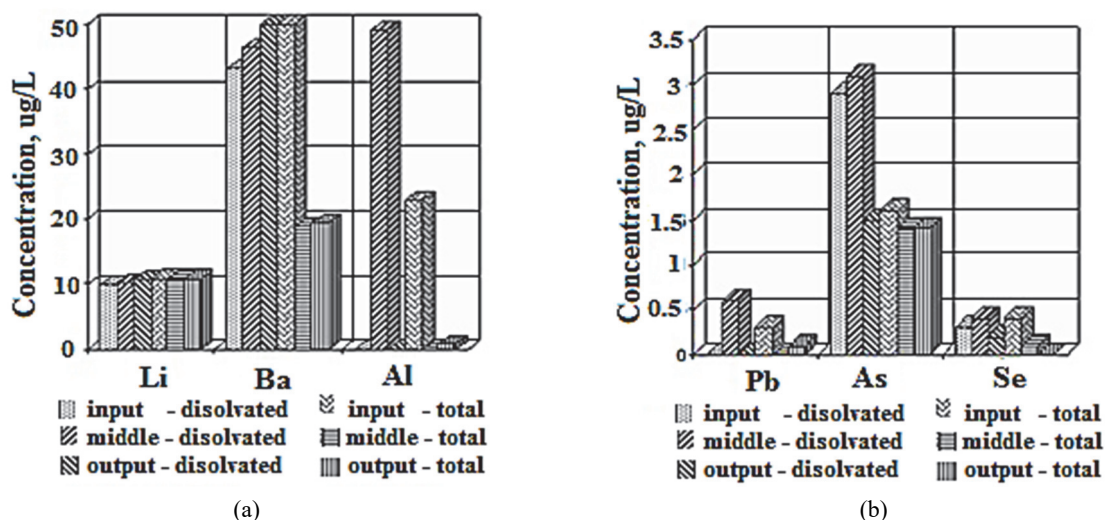 50
40
30
20
10
0
Concentration, ug/L
Li Ba Al
input - disolvated input - total
middle - disolvated middle - total
output - disolvated output - total
(a)
3.5
3
2.5
2
1.5
1
0.5
0
Concentration, ug/L
Pb As Se
input - disolvated input - total
middle - disolvated middle - total
output - disolvated output - total
(b)